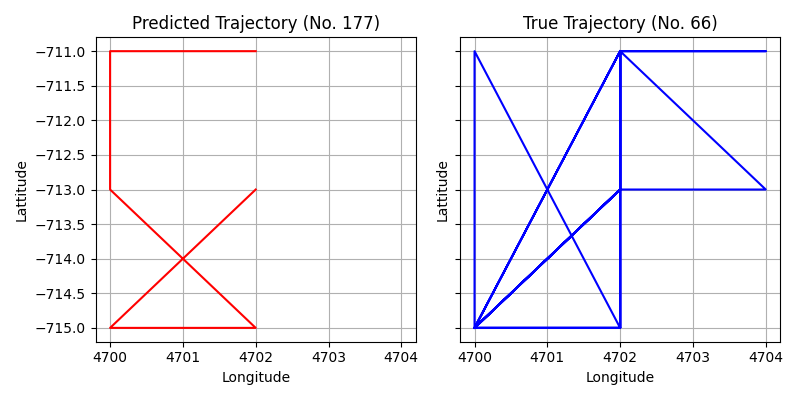 Predicted Trajectory (No. 177)
True Trajectory (No. 66)
−711.0
−711.5
−712.0
−712.5
−713.0
−713.5
−714.0
−714.5
−715.0
Lattitude
Lattitude
4700 4701 4702 4703 4704
4700 4701 4702 4703 4704
Longitude
Longitude